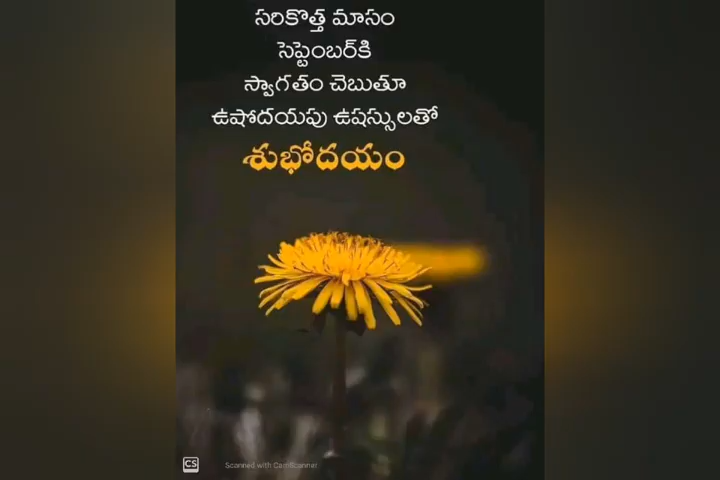 సరికొత్త మాసం
సెప్టెంబర్‌కి
స్వాగతం చెబుతూ
ఉషోదయపు ఉషస్సులతో
శుభోదయం
CS Scanned with CamScanner